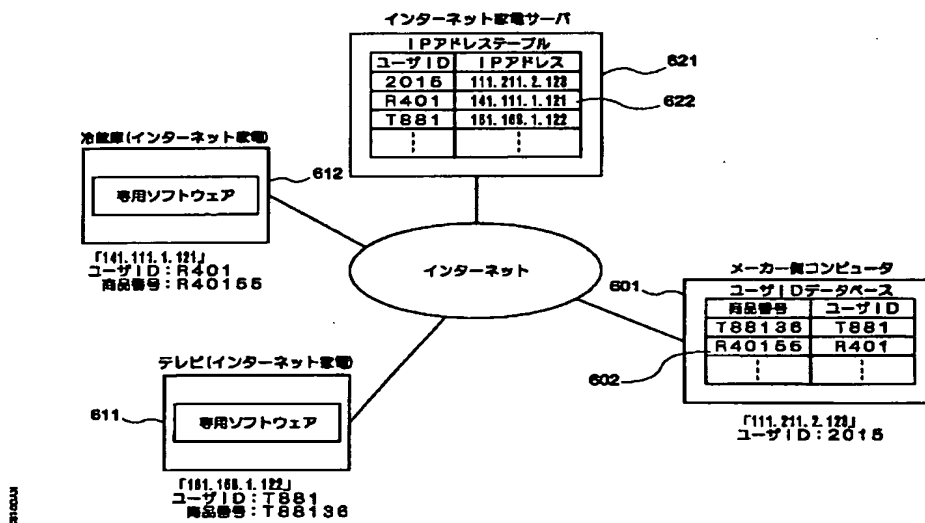 インターネット家電サーバ
IPアドレステーブル
ユーザID IPアドレス
2015 111.211.2.123
R401 141.111.1.121
T881 151.168.1.122
621
622
冷蔵庫(インターネット家電)
専用ソフトウェア
612
「141.111.1.121」
ユーザID:R401
商品番号:R40155
インターネット
メーカー側コンピュータ
601
ユーザIDデータベース
商品番号 ユーザID
T88136 T881
R40155 R401
602
「111.211.2.123」
ユーザID:2015
テレビ(インターネット家電)
611
専用ソフトウェア
ユーザID:T881
商品番号:T88136